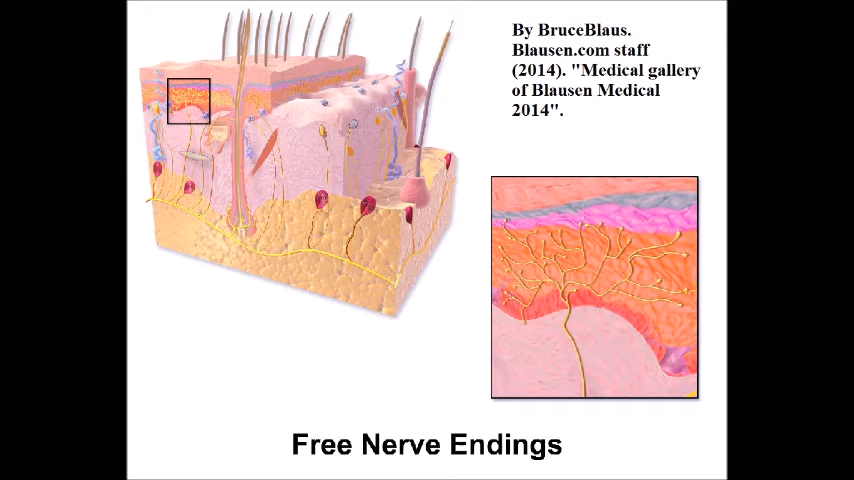 By BruceBlaus.
Blausen.com staff
(2014). "Medical gallery
of Blausen Medical
2014".
Free Nerve Endings